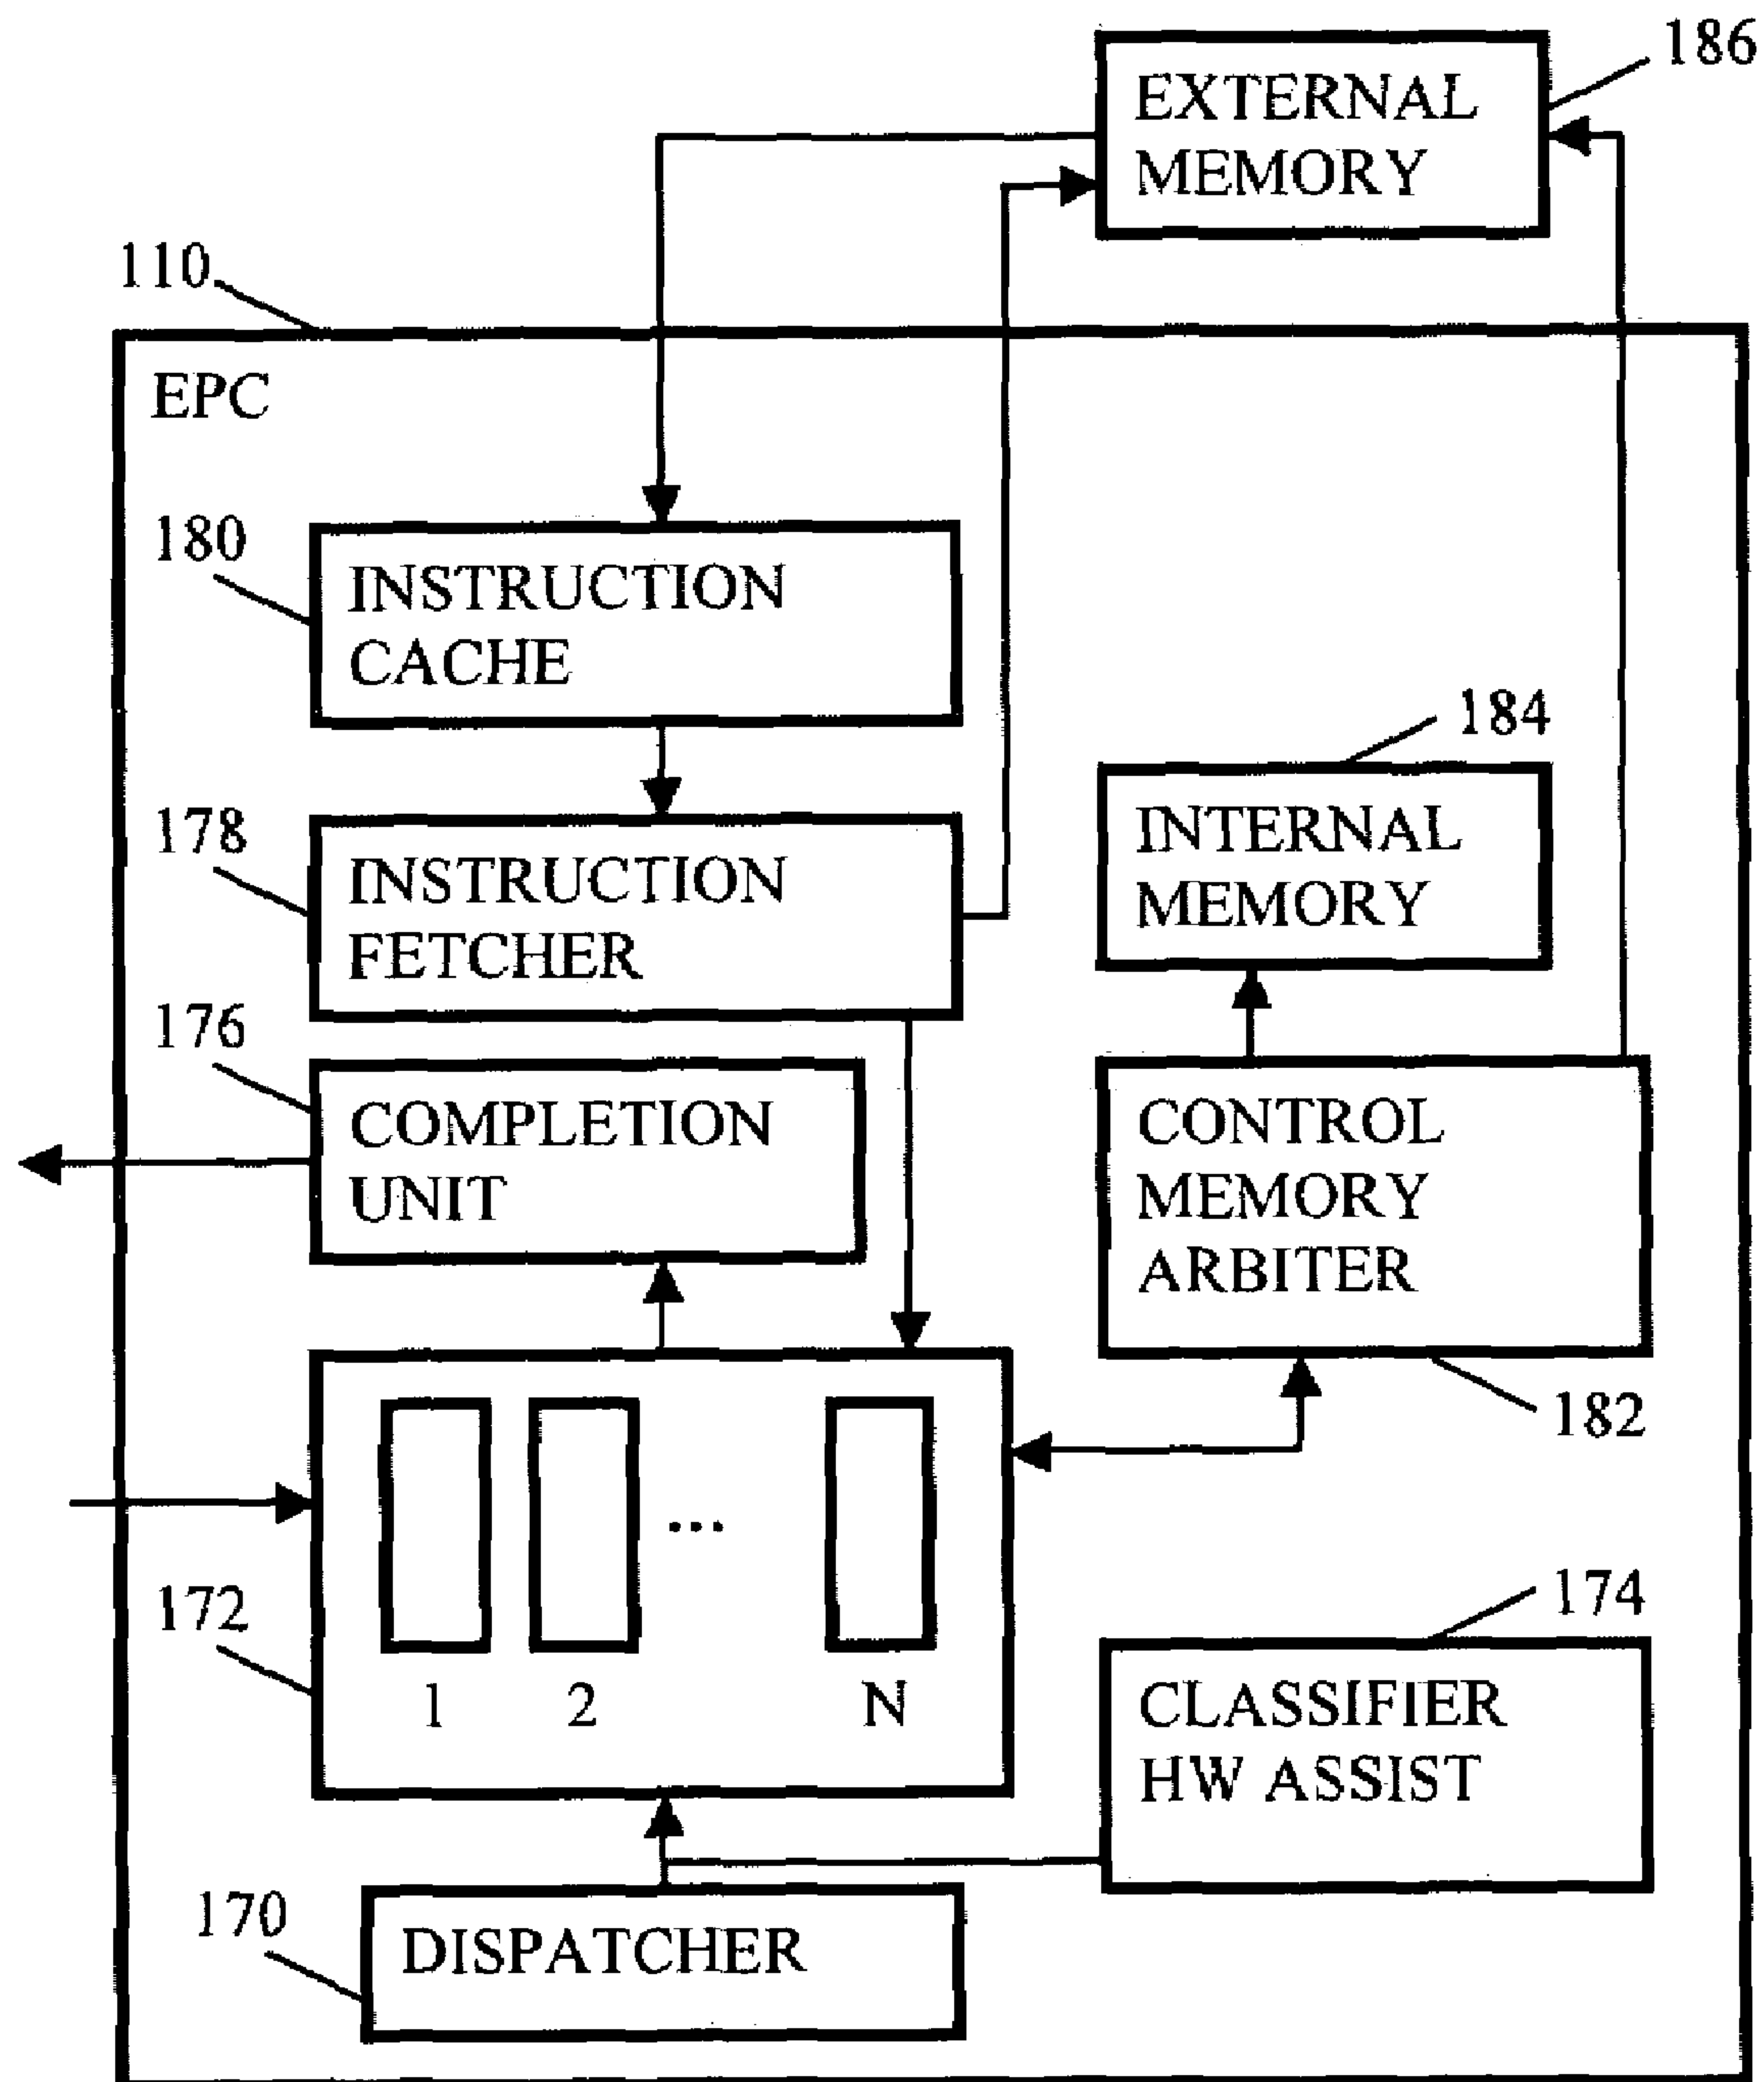 186
EXTERNAL
MEMORY
110
EPC
180
INSTRUCTION
CACHE
184
178
INSTRUCTION
FETCHER
INTERNAL
MEMORY
176
COMPLETION
UNIT
CONTROL
MEMORY
ARBITER
182
...
172
1 2 N
174
CLASSIFIER
HW ASSIST
170
DISPATCHER